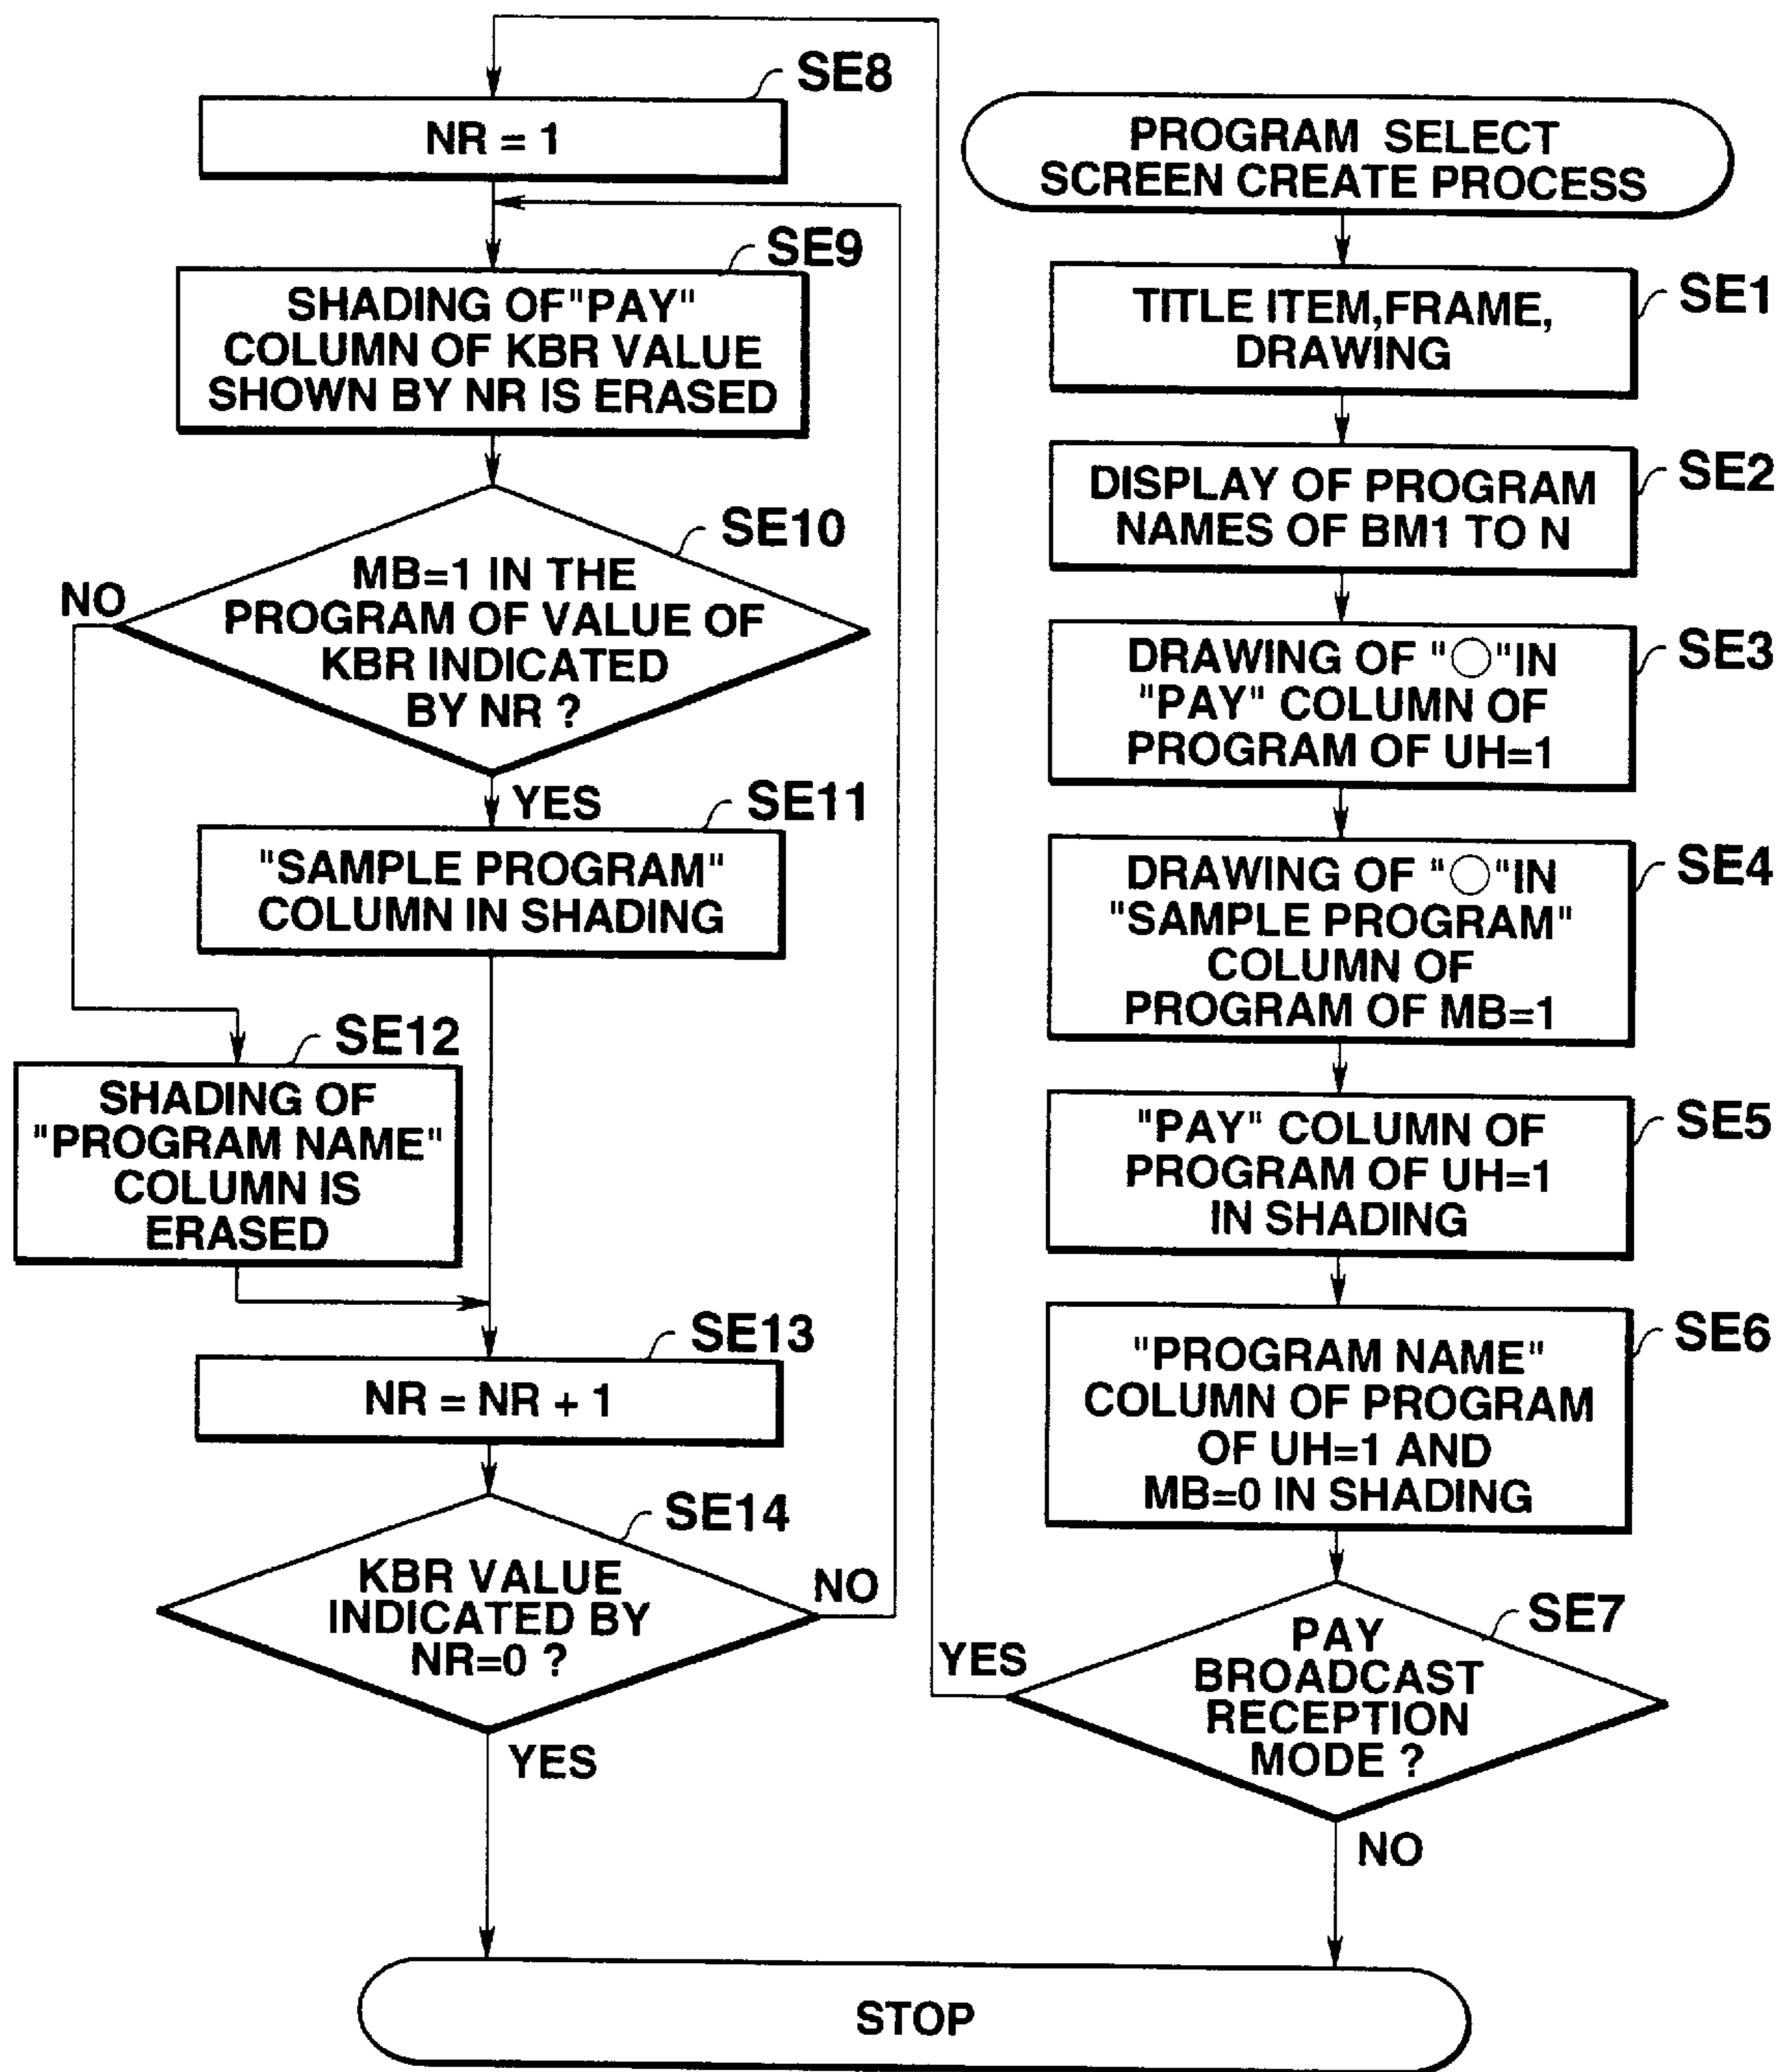 PROGRAM SELECT
SCREEN CREATE PROCESS
SE1
TITLE ITEM,FRAME,
DRAWING
SE2
DISPLAY OF PROGRAM
NAMES OF BM1 TO N
SE3
DRAWING OF "○"IN
"PAY" COLUMN OF
PROGRAM OF UH=1
SE4
DRAWING OF "○"IN
"SAMPLE PROGRAM"
COLUMN OF
PROGRAM OF MB=1
SE5
"PAY" COLUMN OF
PROGRAM OF UH=1
IN SHADING
SE6
"PROGRAM NAME"
COLUMN OF PROGRAM
OF UH=1 AND
MB=0 IN SHADING
SE7
PAY
BROADCAST
RECEPTION
MODE ?
YES
NO
SE8
NR = 1
SE9
SHADING OF"PAY"
COLUMN OF KBR VALUE
SHOWN BY NR IS ERASED
SE10
MB=1 IN THE
PROGRAM OF VALUE OF
KBR INDICATED
BY NR ?
NO
YES
SE11
"SAMPLE PROGRAM"
COLUMN IN SHADING
SE12
SHADING OF
"PROGRAM NAME"
COLUMN IS
ERASED
SE13
NR = NR + 1
SE14
KBR VALUE
INDICATED BY
NR=0 ?
NO
YES
STOP